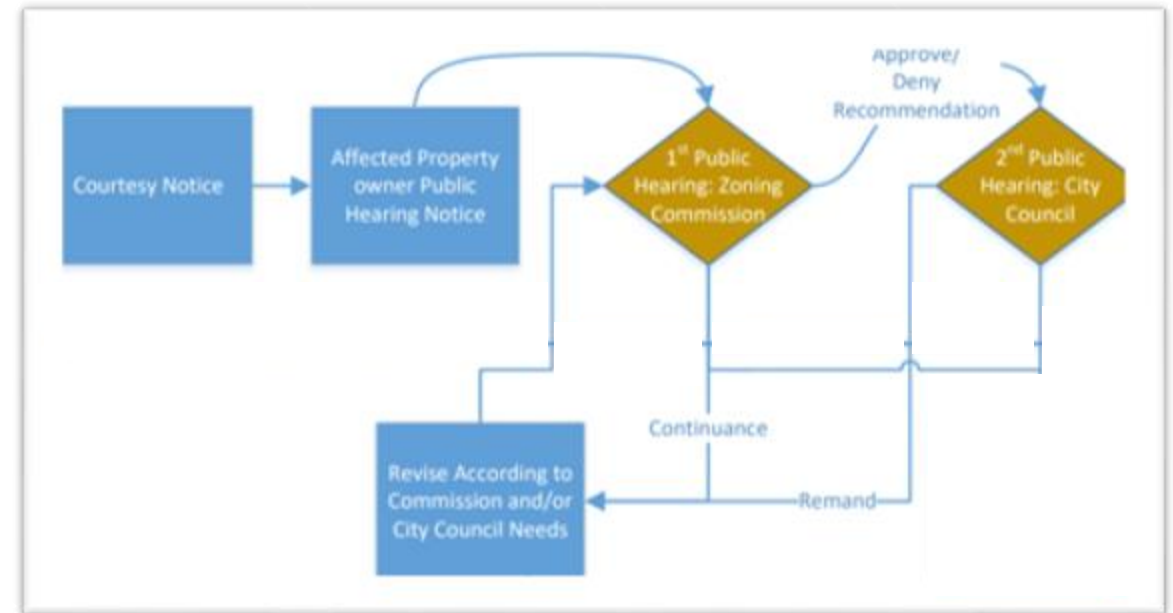 Courtesy Notice
Affected Property
owner Public
Hearing Notice
1st Public
Hearing: Zoning
Commission
Approve/
Deny
Recommendation
2nd Public
Hearing: City
Council
Revise According to
Commission and/or
City Council Needs
Continuance
Remand